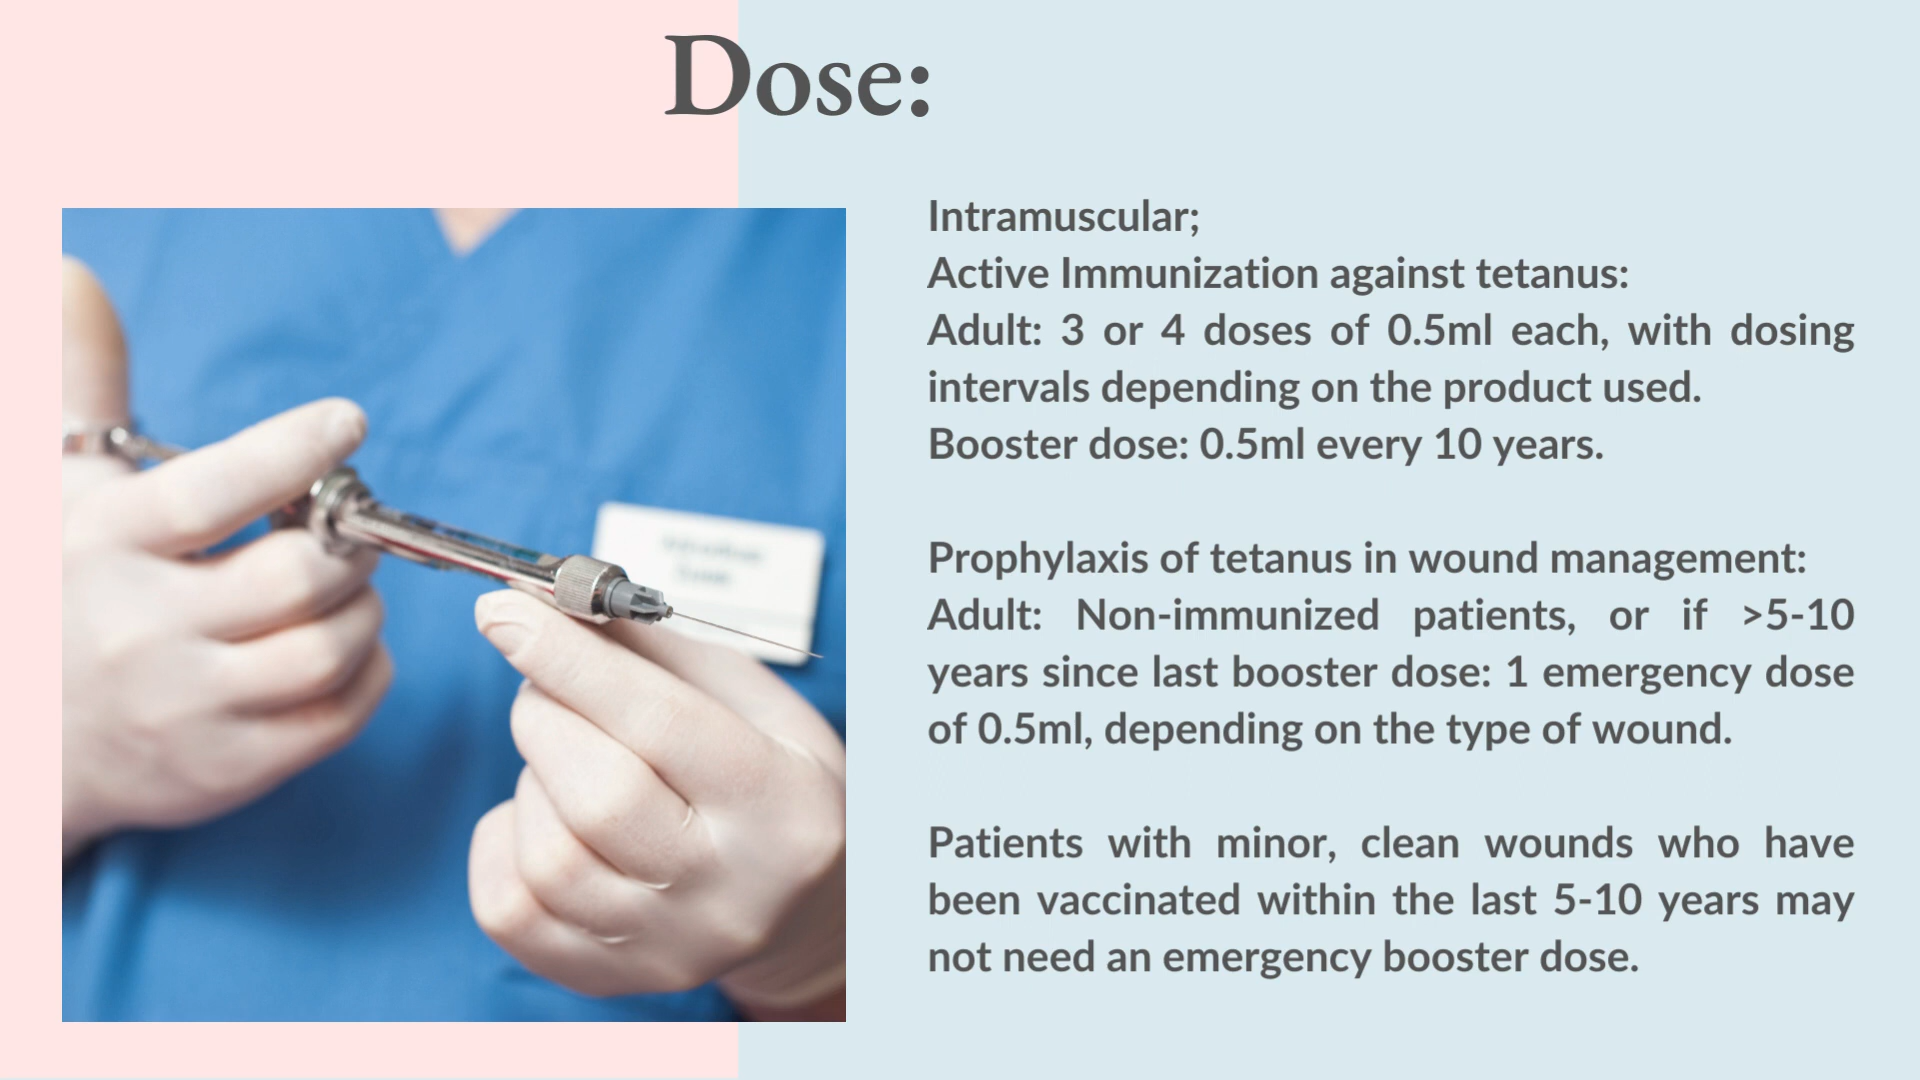 Dose:
Intramuscular;
Active Immunization against tetanus:
Adult: 3 or 4 doses of 0.5ml each, with dosing
intervals depending on the product used.
Booster dose: 0.5ml every 10 years.
Prophylaxis of tetanus in wound management:
Adult: Non-immunized patients, or if >5-10
years since last booster dose: 1 emergency dose
of 0.5ml, depending on the type of wound.
Patients with minor, clean wounds who have
been vaccinated within the last 5-10 years may
not need an emergency booster dose.